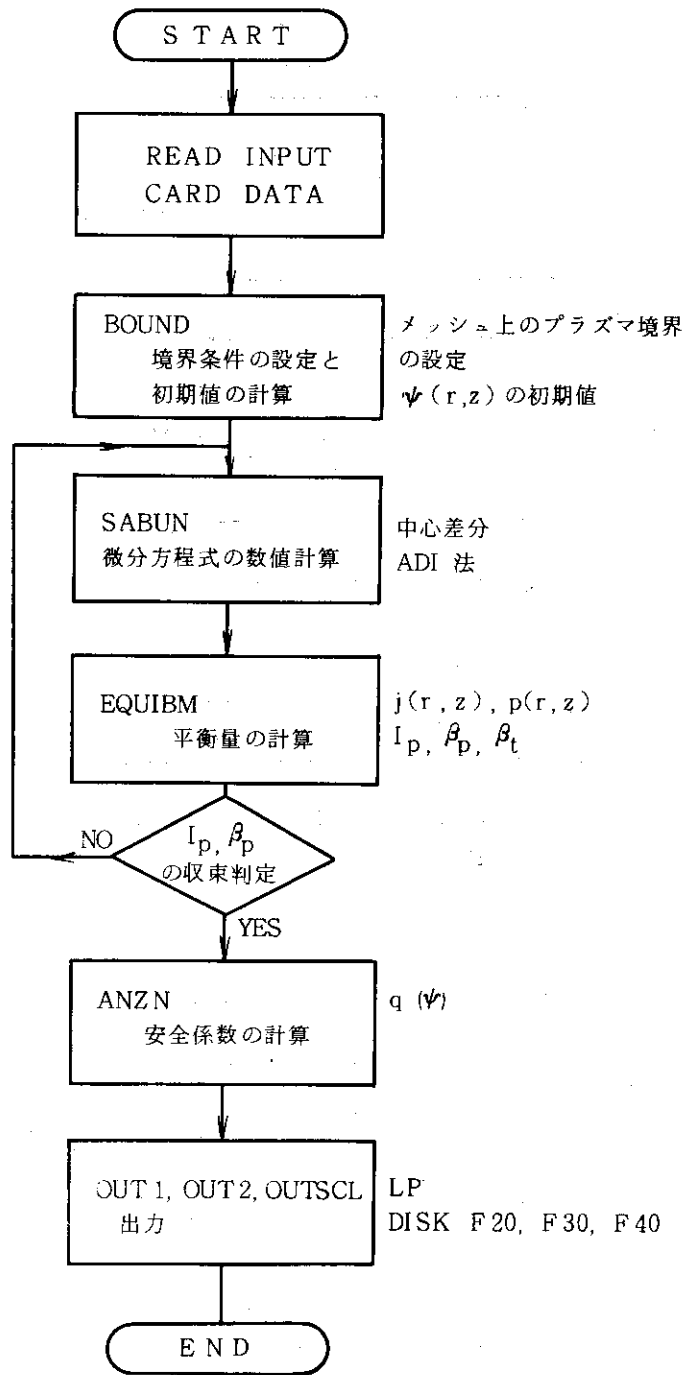 START
READ INPUT
CARD DATA
BOUND
境界条件の設定と
初期値の計算
メッシュ上のプラズマ境界
の設定
ψ(r,z)の初期値
SABUN
微分方程式の数値計算
中心差分
ADI 法
EQUIBM
平衡量の計算
j(r,z), p(r,z)
Ip, βp, βt
NO
Ip, βp
の収束判定
YES
ANZN
安全係数の計算
q (ψ)
OUT1, OUT2, OUTSCL
出力
LP
DISK F20, F30, F40
END